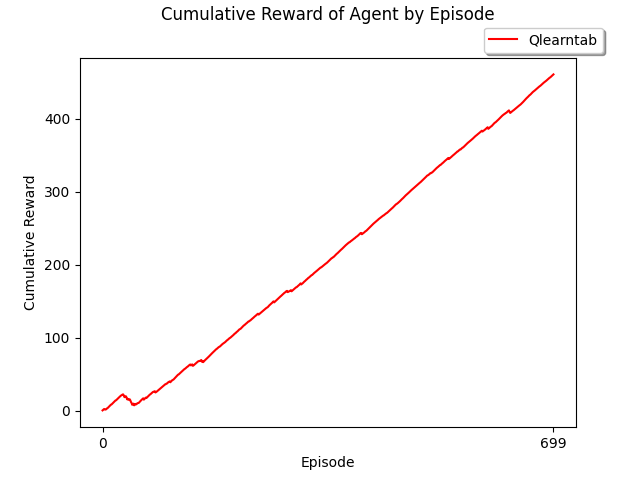 Cumulative Reward of Agent by Episode
Qlearntab
400
300
200
100
0
Cumulative Reward
0
699
Episode